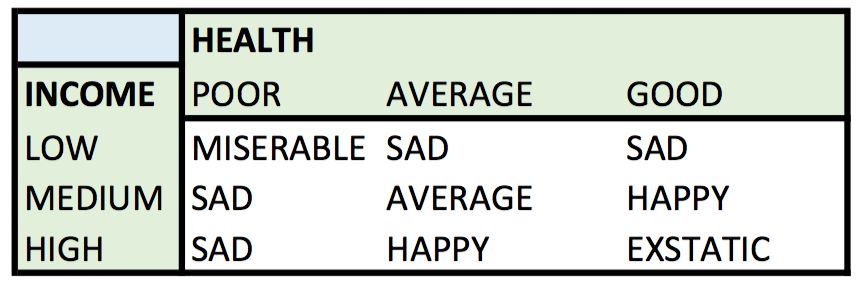 HEALTH
INCOME POOR AVERAGE GOOD
LOW MISERABLE SAD SAD
MEDIUM SAD AVERAGE HAPPY
HIGH SAD HAPPY EXSTATIC